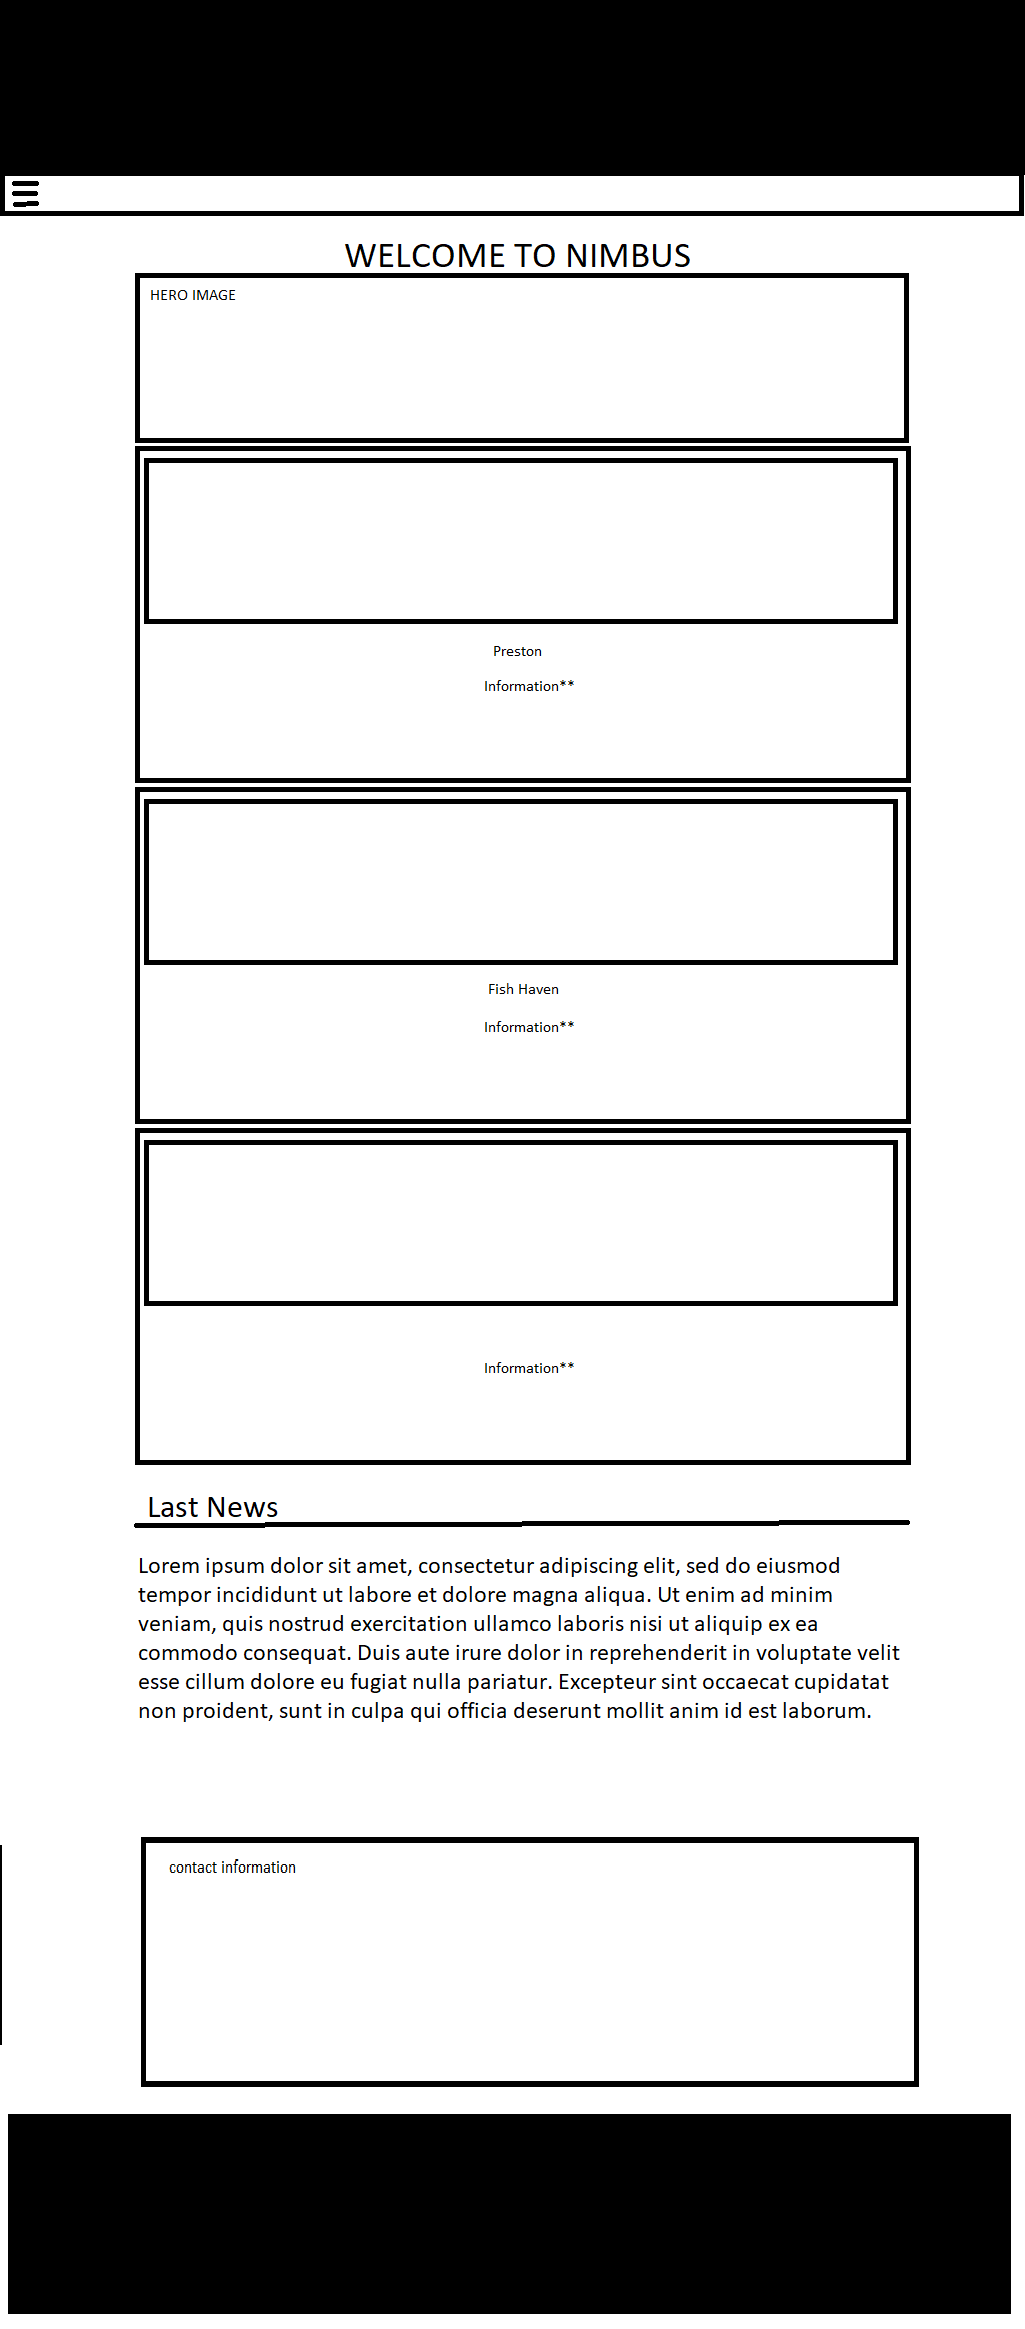 WELCOME TO NIMBUS
HERO IMAGE
Preston
Information**
Fish Haven
Information**
Information**
Last News
Lorem ipsum dolor sit amet, consectetur adipiscing elit, sed do eiusmod
tempor incididunt ut labore et dolore magna aliqua. Ut enim ad minim
veniam, quis nostrud exercitation ullamco laboris nisi ut aliquip ex ea
commodo consequat. Duis aute irure dolor in reprehenderit in voluptate velit
esse cillum dolore eu fugiat nulla pariatur. Excepteur sint occaecat cupidatat
non proident, sunt in culpa qui officia deserunt mollit anim id est laborum.
contact information